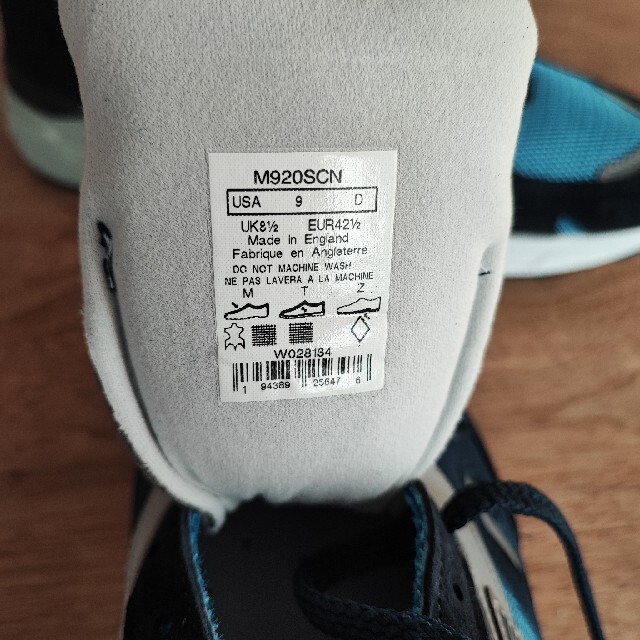 M920SCN
USA 9 D
UK8½ EUR42½
Made in England
Fabrique en Angleterre
DO NOT MACHINE WASH
NE PAS LAVERA A LA MACHINE
M T Z
W028184
1 94389 25647 6